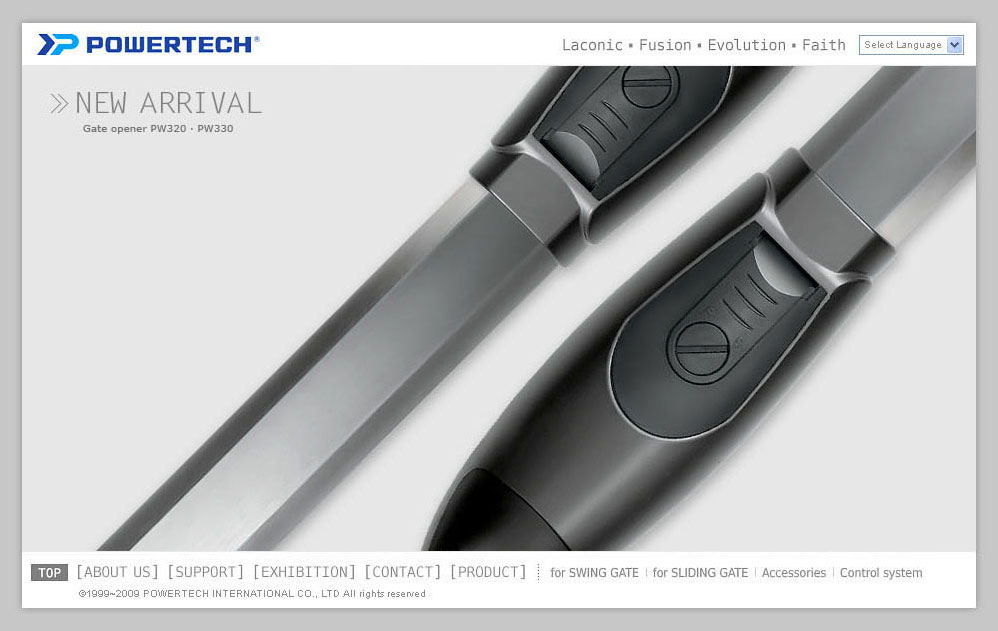 POWERTECH®
Laconic • Fusion • Evolution • Faith
Select Language
NEW ARRIVAL
Gate opener PW320 · PW330
TOP [ABOUT US] [SUPPORT] [EXHIBITION] [CONTACT] [PRODUCT] for SWING GATE | for SLIDING GATE | Accessories | Control system
©1999~2009 POWERTECH INTERNATIONAL CO., LTD All rights reserved